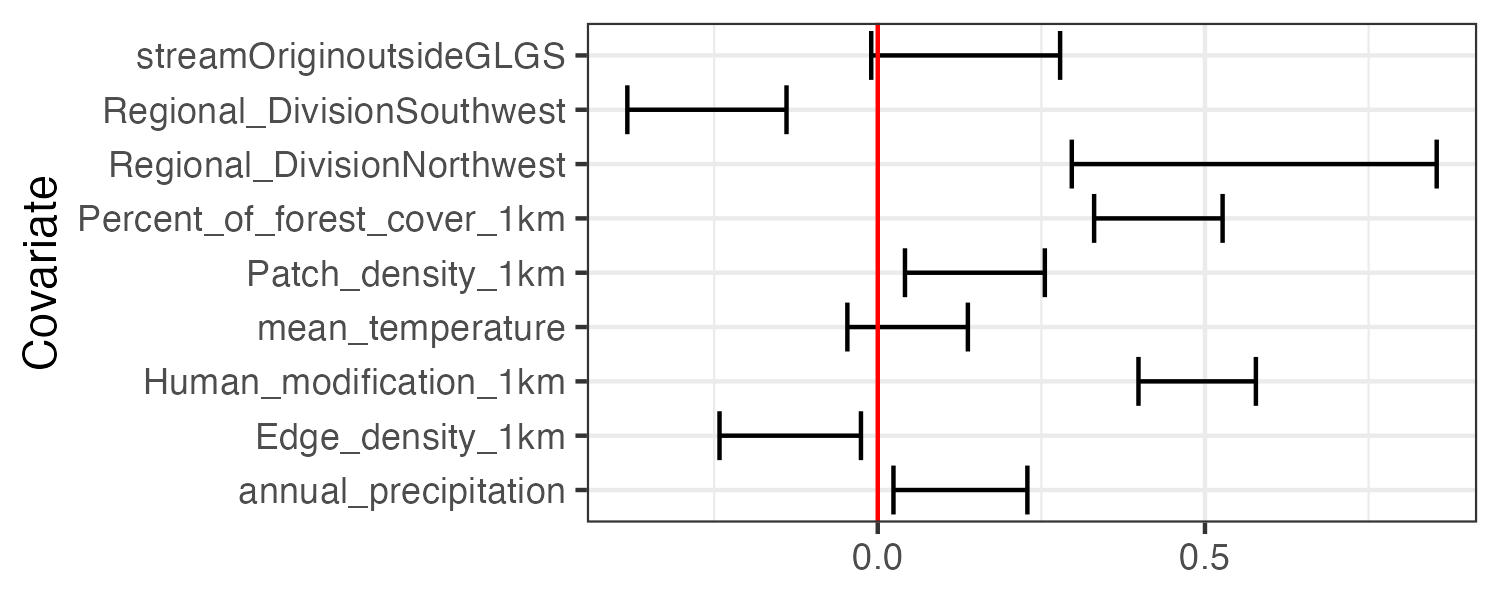 Covariate
streamOriginoutsideGLGS
Regional_DivisionSouthwest
Regional_DivisionNorthwest
Percent_of_forest_cover_1km
Patch_density_1km
mean_temperature
Human_modification_1km
Edge_density_1km
annual_precipitation
0.0 0.5